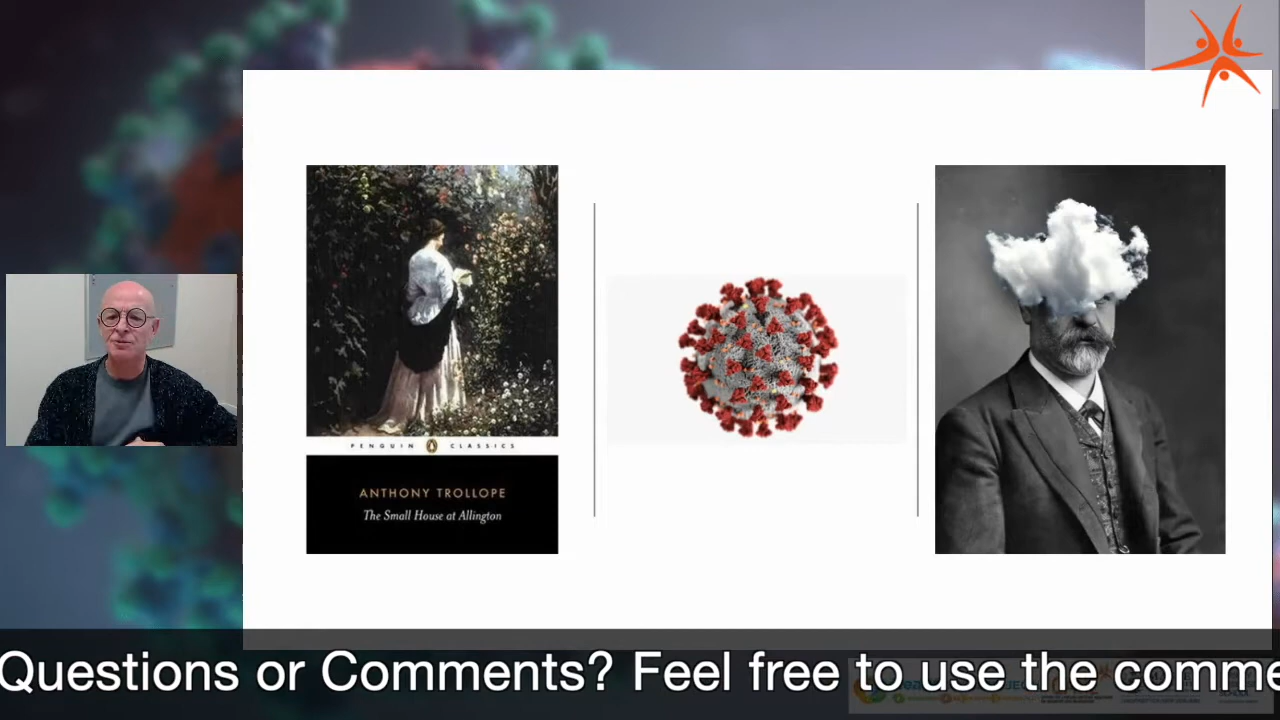 PENGUIN CLASSICS
ANTHONY TROLLOPE
The Small House at Allington
Questions or Comments? Feel free to use the comme